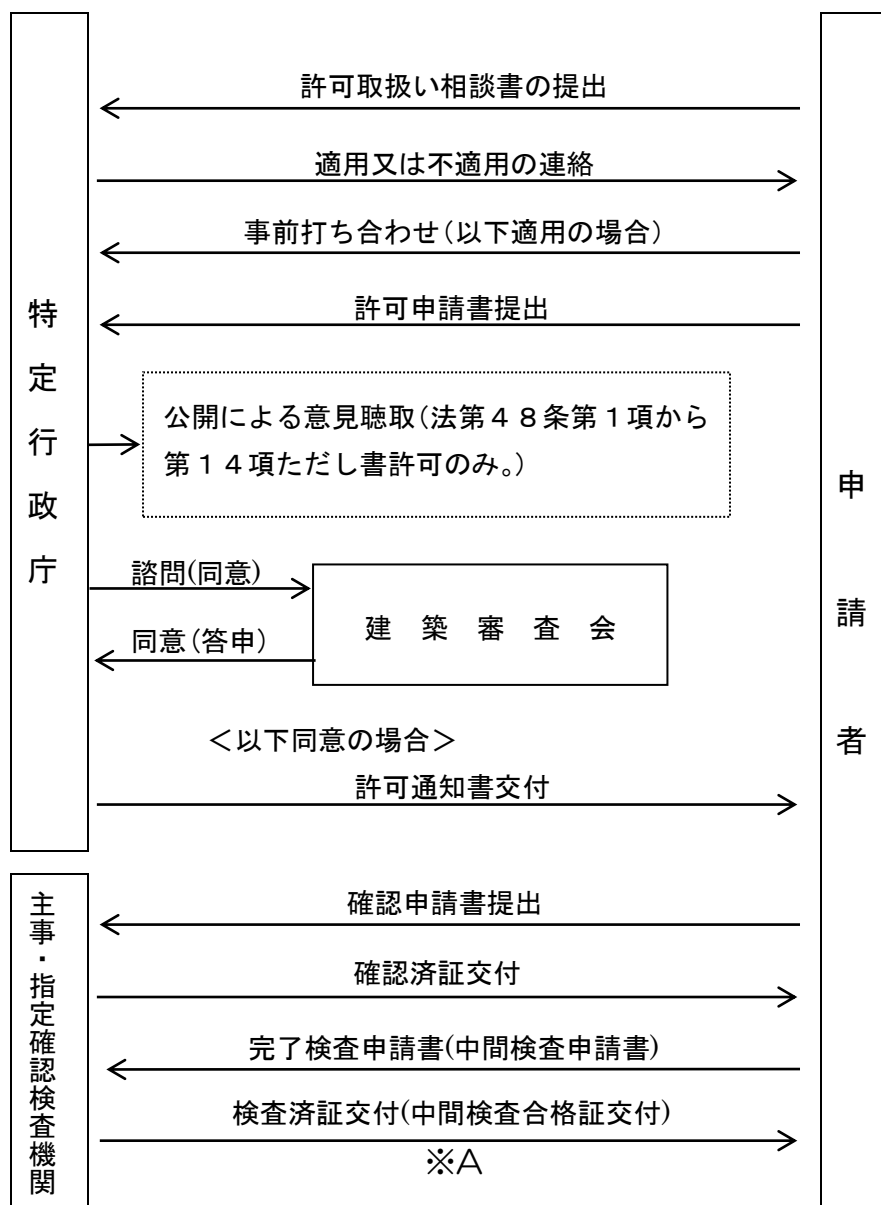 許可取扱い相談書の提出
適用又は不適用の連絡
事前打ち合わせ(以下適用の場合)
許可申請書提出
特定行政庁
公開による意見聴取(法第48条第1項から
第14項ただし書許可のみ。)
申請者
諮問(同意)
建築審査会
同意(答申)
<以下同意の場合>
許可通知書交付
主事・指定確認検査機関
確認申請書提出
確認済証交付
完了検査申請書(中間検査申請書)
検査済証交付(中間検査合格証交付)
※A